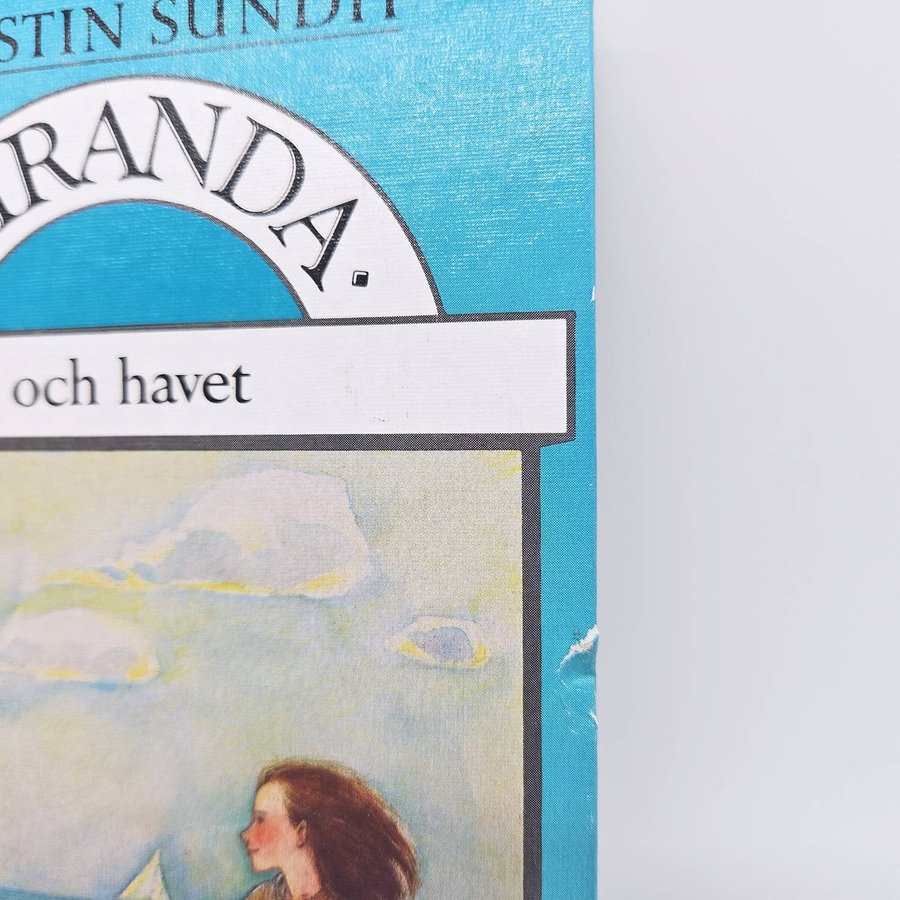 STIN SUNDH
RANDA
och havet